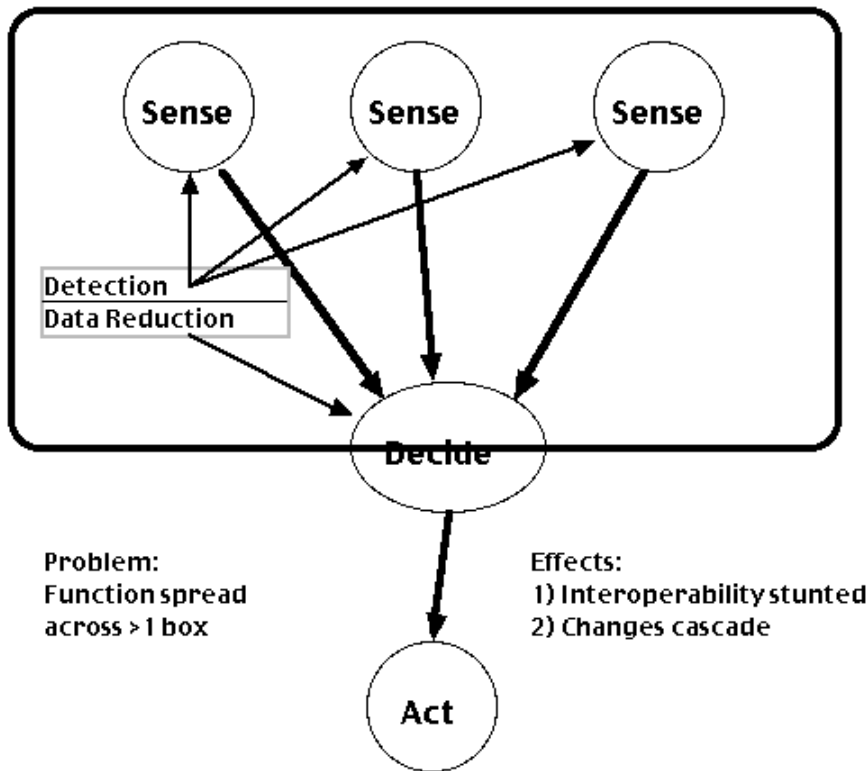 Sense
Sense
Sense
Detection
Data Reduction
Decide
Problem:
Function spread
across >1 box
Effects:
1) Interoperability stunted
2) Changes cascade
Act